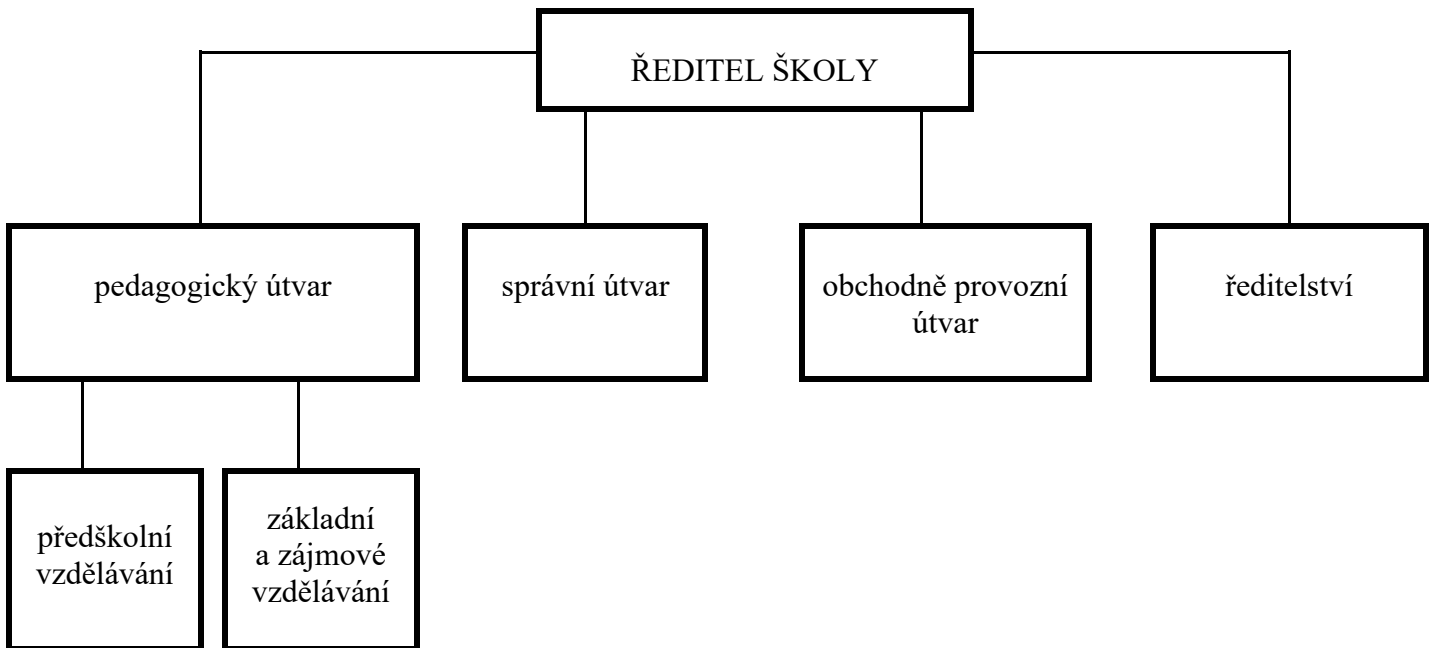 ŘEDITEL ŠKOLY
pedagogický útvar
správní útvar
obchodně provozní
útvar
ředitelství
předškolní
vzdělávání
základní
a zájmové
vzdělávání